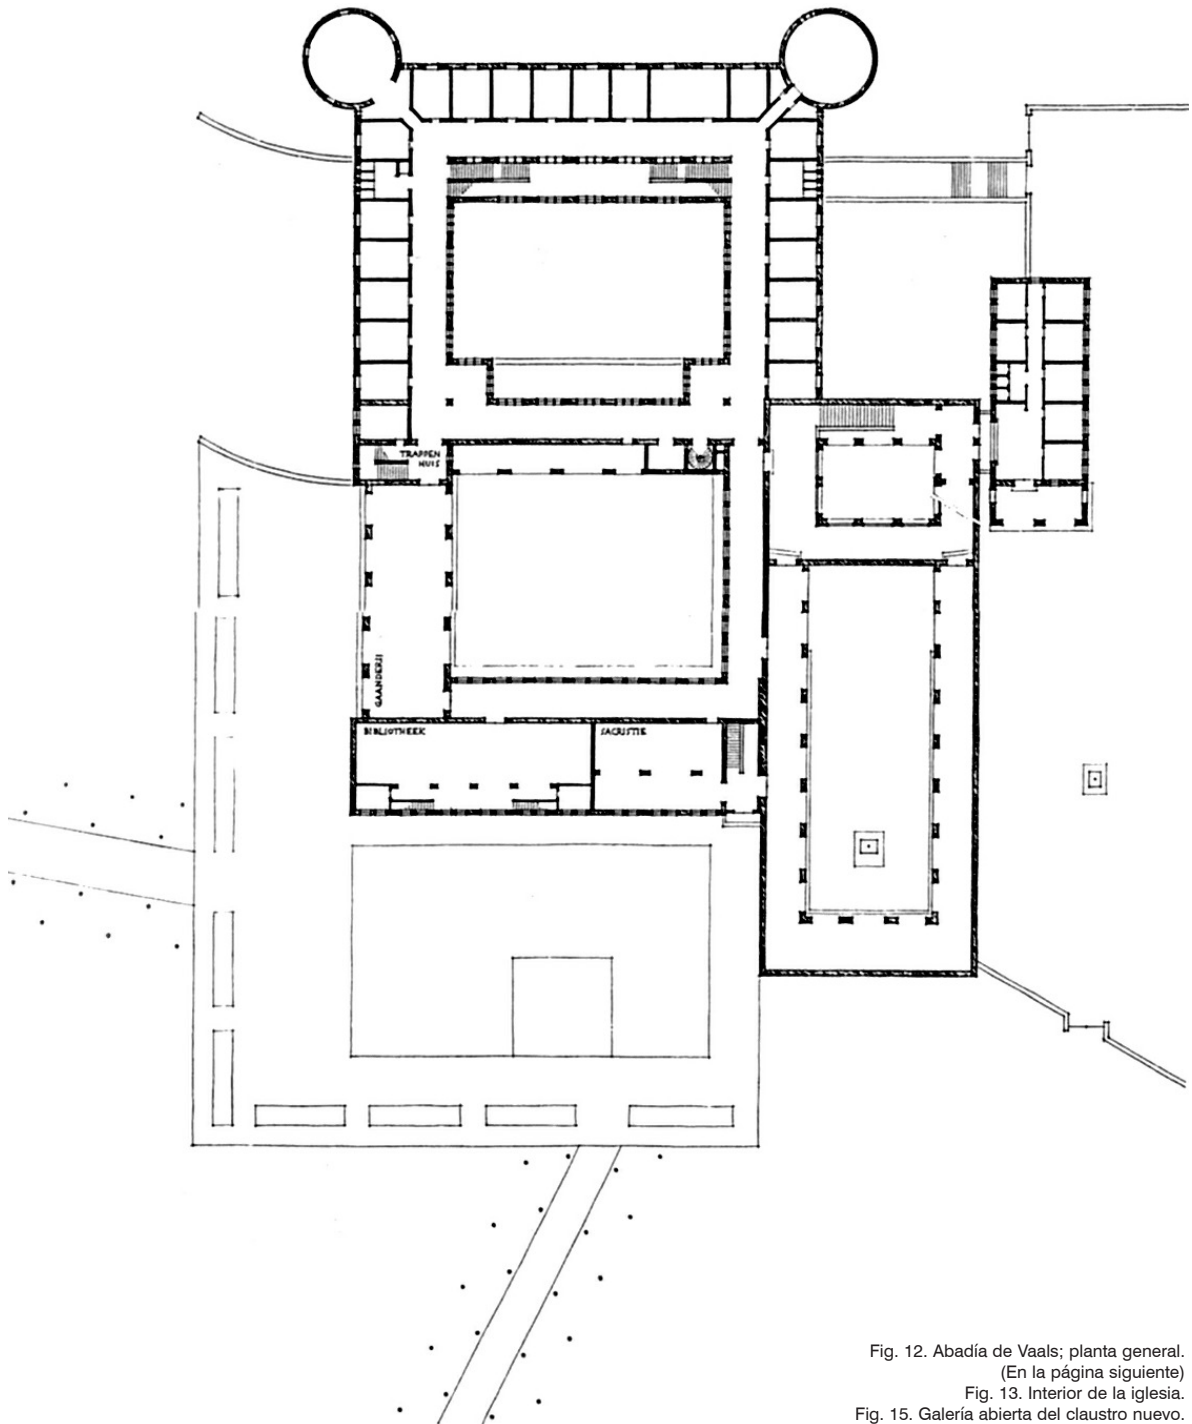 TRAPPEN
HUIS
GAANDERIJ
BIBLIOTHEEK
SACRISTIE
Fig. 12. Abadía de Vaals; planta general.
(En la página siguiente)
Fig. 13. Interior de la iglesia.
Fig. 15. Galería abierta del claustro nuevo.